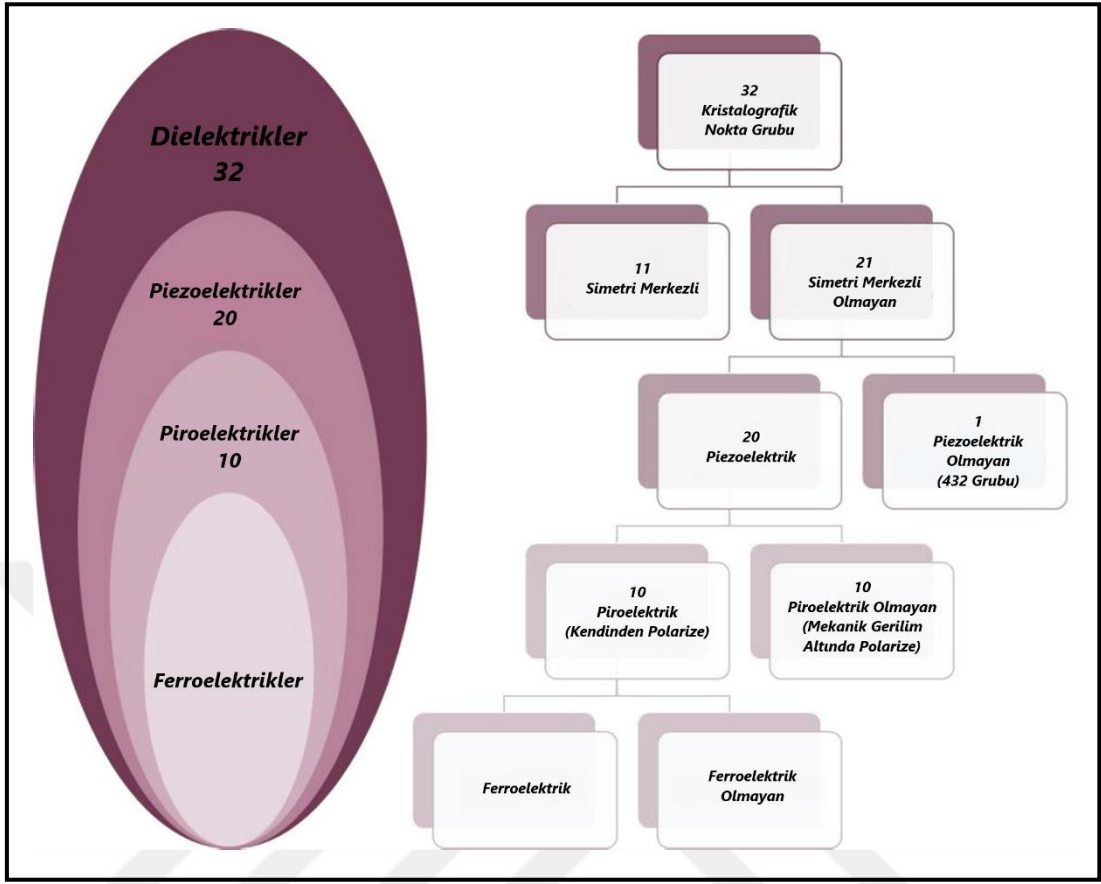 Dielektrikler
32
Piezoelektrikler
20
Piroelektrikler
10
Ferroelektrikler
32
Kristalografik
Nokta Grubu
11
Simetri Merkezli
21
Simetri Merkezli
Olmayan
20
Piezoelektrik
1
Piezoelektrik
Olmayan
(432 Grubu)
10
Piroelektrik
(Kendinden Polarize)
10
Piroelektrik Olmayan
(Mekanik Gerilim
Altında Polarize)
Ferroelektrik
Ferroelektrik
Olmayan